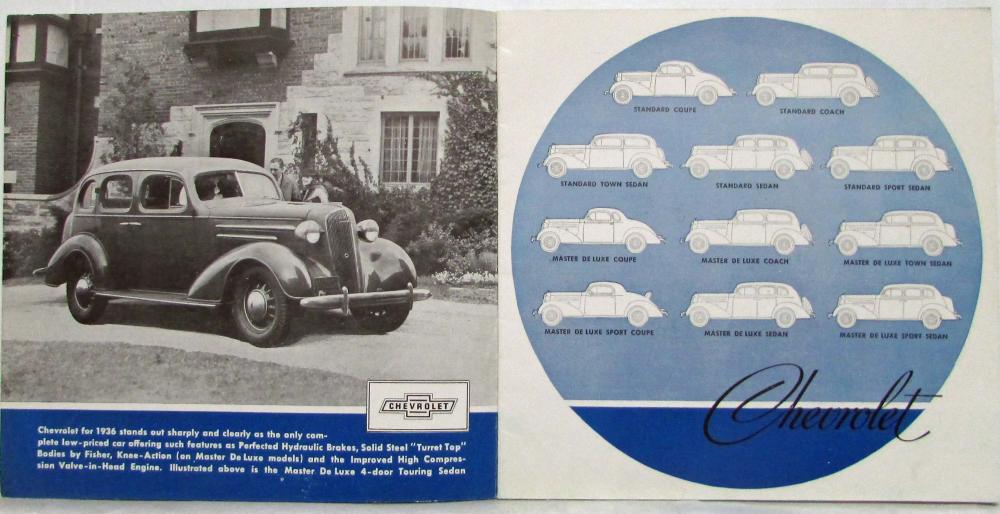 CHEVROLET
Chevrolet for 1936 stands out sharply and clearly as the only com-
plete low-priced car offering such features as Perfected Hydraulic Brakes, Solid Steel "Turret Top"
Bodies by Fisher, Knee-Action (on Master De Luxe models) and the Improved High Compres-
sion Valve-in-Head Engine. Illustrated above is the Master De Luxe 4-door Touring Sedan
STANDARD COUPE STANDARD COACH
STANDARD TOWN SEDAN STANDARD SEDAN STANDARD SPORT SEDAN
MASTER DE LUXE COUPE MASTER DE LUXE COACH MASTER DE LUXE TOWN SEDAN
MASTER DE LUXE SPORT COUPE MASTER DE LUXE SEDAN MASTER DE LUXE SPORT SEDAN
Chevrolet